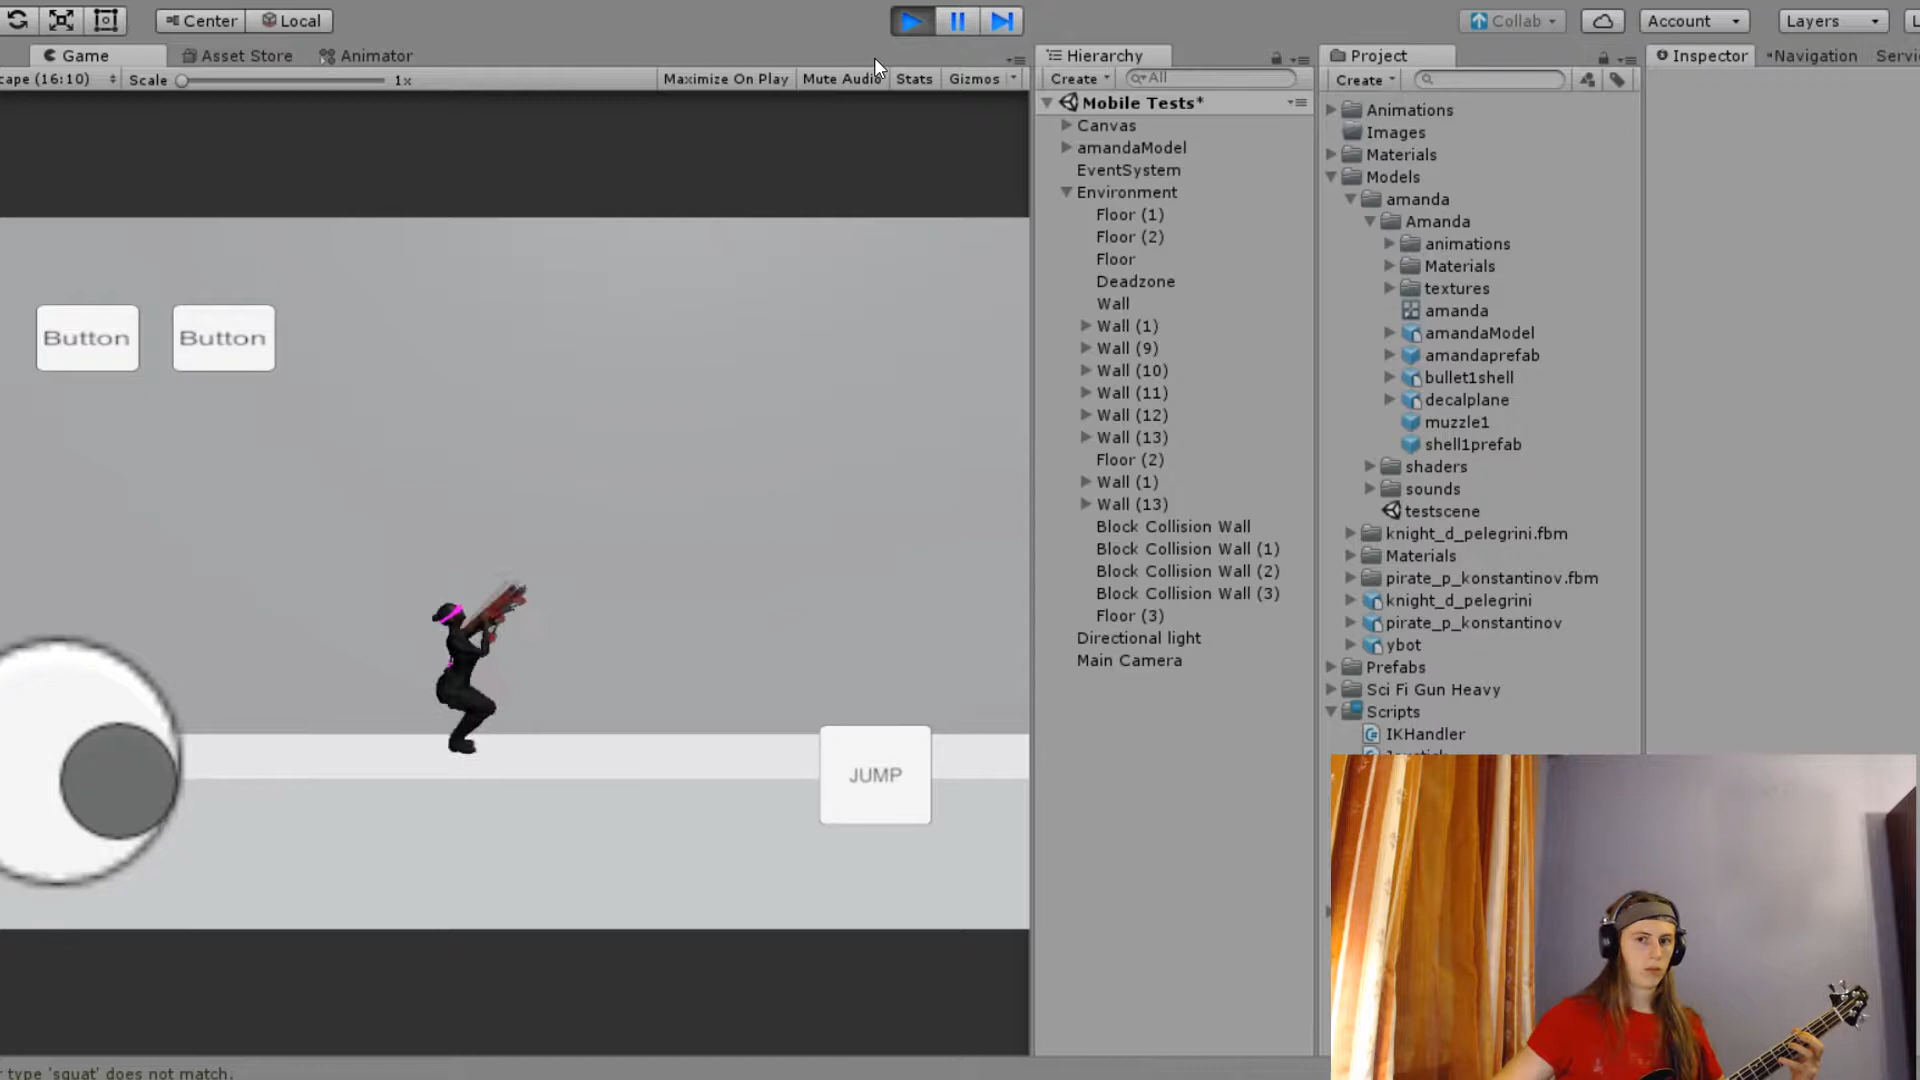 Center
Local
Collab
Account
Layers
Game
Asset Store
Animator
Hierarchy
Project
Inspector
Navigation
Servi
cape (16:10)
Scale
1x
Maximize On Play
Mute Audio
Stats
Gizmos
Create
All
Create
Mobile Tests*
Canvas
amandaModel
EventSystem
Environment
Floor (1)
Floor (2)
Floor
Deadzone
Wall
Wall (1)
Wall (9)
Wall (10)
Wall (11)
Wall (12)
Wall (13)
Floor (2)
Wall (1)
Wall (13)
Block Collision Wall
Block Collision Wall (1)
Block Collision Wall (2)
Block Collision Wall (3)
Floor (3)
Directional light
Main Camera
Animations
Images
Materials
Models
amanda
Amanda
animations
Materials
textures
amanda
amandaModel
amandaprefab
bullet1shell
decalplane
muzzle1
shell1prefab
shaders
sounds
testscene
knight_d_pelegrini.fbm
Materials
pirate_p_konstantinov.fbm
knight_d_pelegrini
pirate_p_konstantinov
ybot
Prefabs
Sci Fi Gun Heavy
Scripts
IKHandler
Button
Button
JUMP
r type 'squat' does not match.